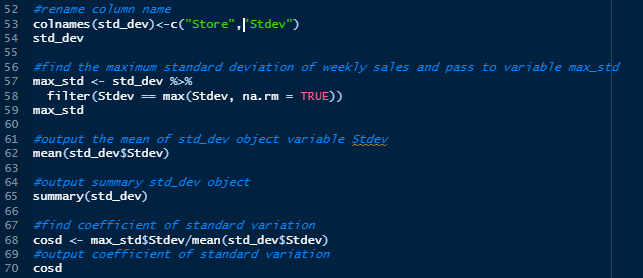 52 #rename column name
53 colnames(std_dev)<-c("Store","Stdev")
54 std_dev
55
56 #find the maximum standard deviation of weekly sales and pass to variable max_std
57 max_std <- std_dev %>%
58   filter(Stdev == max(Stdev, na.rm = TRUE))
59 max_std
60
61 #output the mean of std_dev object variable Stdev
62 mean(std_dev$Stdev)
63
64 #output summary std_dev object
65 summary(std_dev)
66
67 #find coefficient of standard variation
68 cosd <- max_std$Stdev/mean(std_dev$Stdev)
69 #output coefficient of standard variation
70 cosd